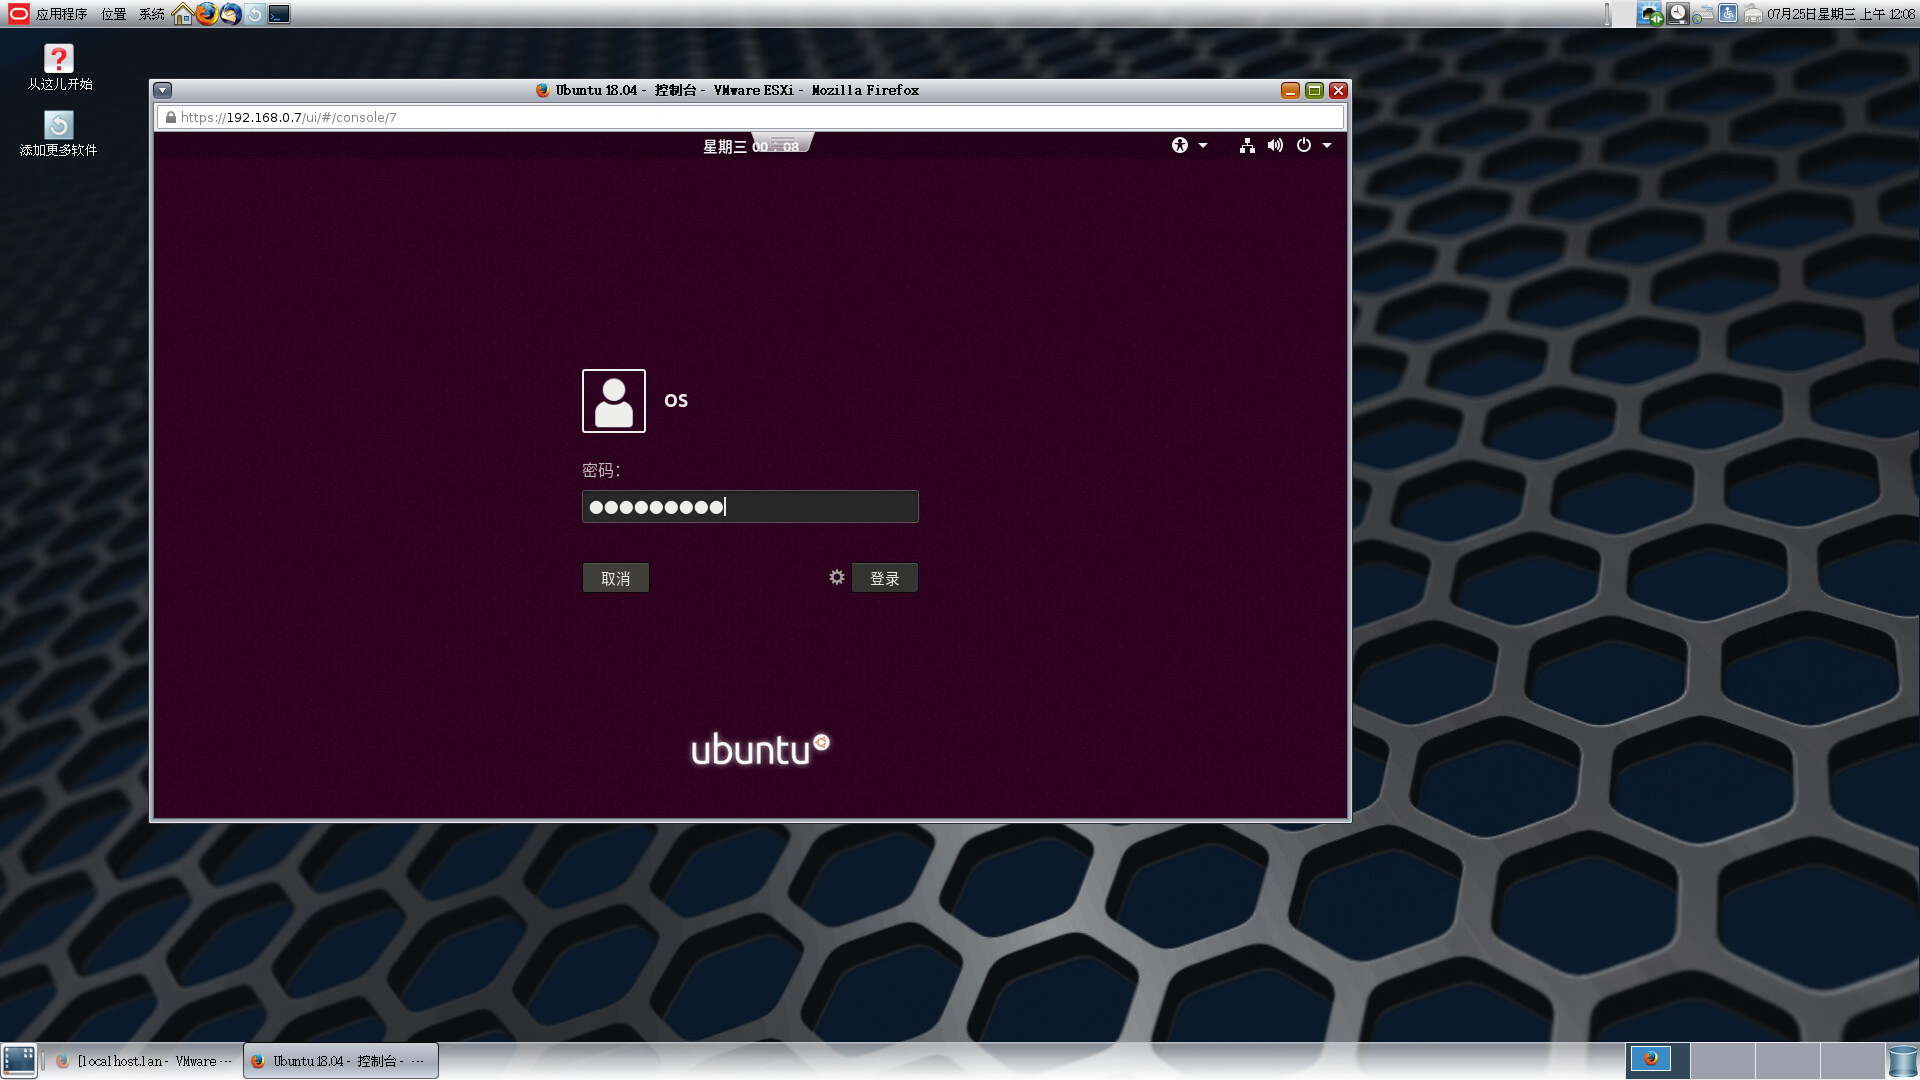 应用程序 位置 系统
07月25日星期三 上午 12:08
从这儿开始
添加更多软件
Ubuntu 18.04 - 控制台 - VMware ESXi - Mozilla Firefox
https://192.168.0.7/ui/#/console/7
星期三 00 : 08
os
密码：
取消
登录
ubuntu
[localhost.lan - VMware ...
Ubuntu 18.04 - 控制台 - ...